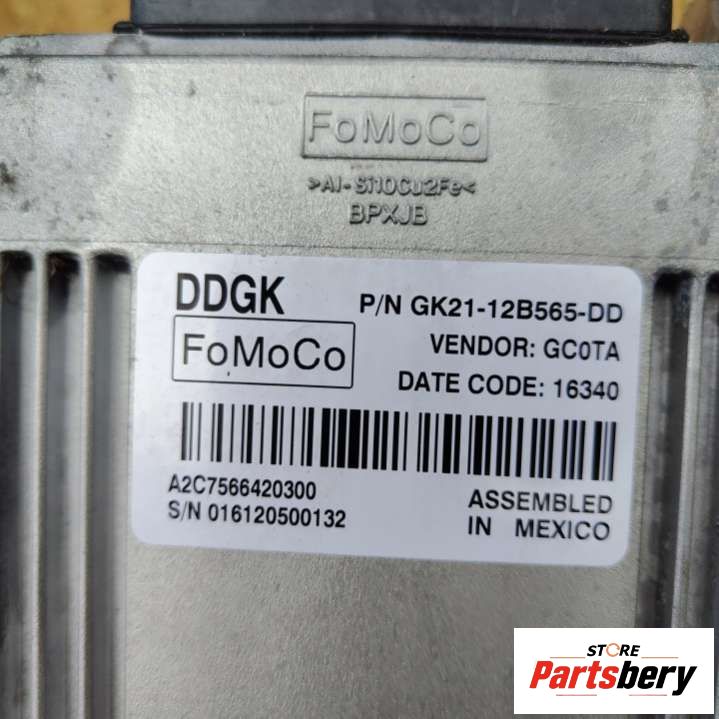 FoMoCo
>Al-Si10Cu2Fe<
BPXJB
DDGK
P/N GK21-12B565-DD
FoMoCo
VENDOR: GC0TA
DATE CODE: 16340
A2C7566420300
S/N 016120500132
ASSEMBLED
IN MEXICO
STORE
Partsbery